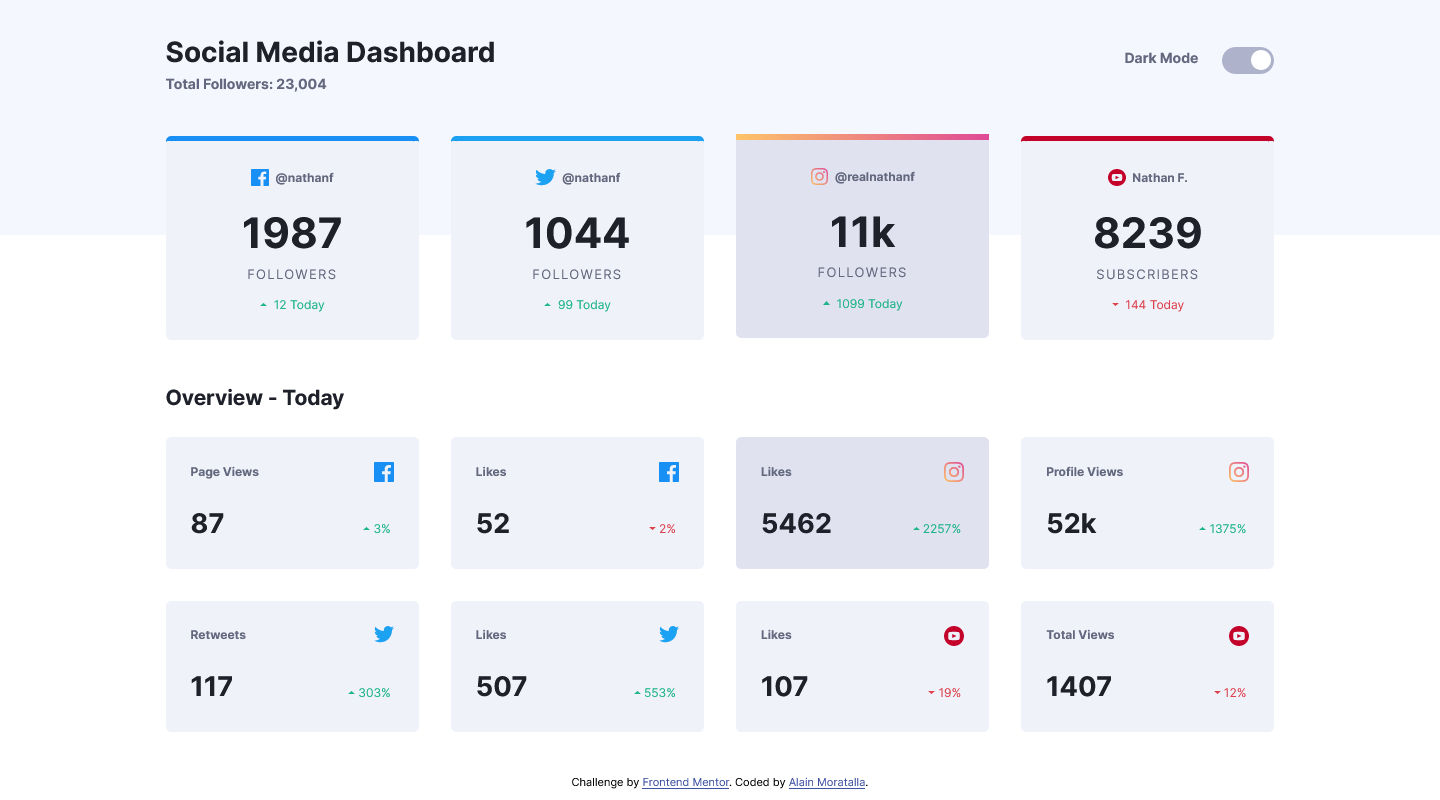 Social Media Dashboard
Total Followers: 23,004
Dark Mode
@nathanf
1987
FOLLOWERS
12 Today
@nathanf
1044
FOLLOWERS
99 Today
@realnathanf
11k
FOLLOWERS
1099 Today
Nathan F.
8239
SUBSCRIBERS
144 Today
Overview - Today
Page Views
87
3%
Likes
52
2%
Likes
5462
2257%
Profile Views
52k
1375%
Retweets
117
303%
Likes
507
553%
Likes
107
19%
Total Views
1407
12%
Challenge by Frontend Mentor. Coded by Alain Moratalla.